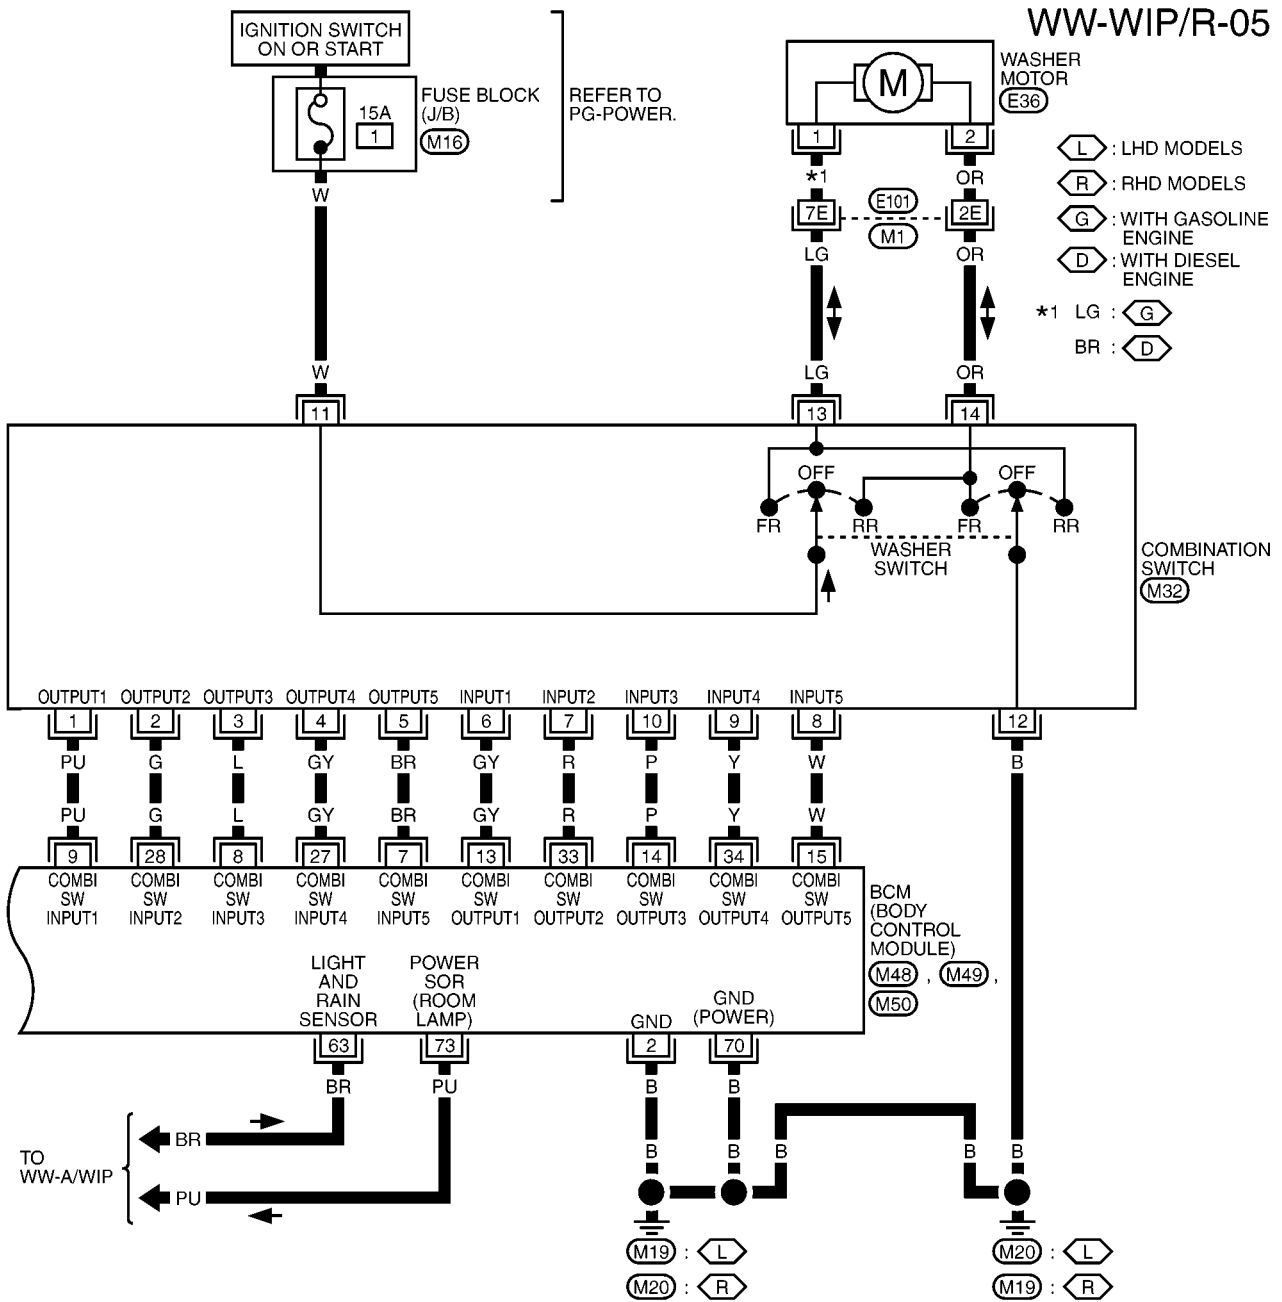 WW-WIP/R-05
IGNITION SWITCH
ON OR START
FUSE BLOCK
(J/B)
M16
15A
1
REFER TO
PG-POWER.
W
W
11
WASHER
MOTOR
E36
M
1
2
*1
OR
7E
E101
M1
2E
LG
OR
LG
OR
13
14
L : LHD MODELS
R : RHD MODELS
G : WITH GASOLINE
ENGINE
D : WITH DIESEL
ENGINE
*1 LG : G
BR : D
OFF
OFF
FR
RR
FR
RR
WASHER
SWITCH
COMBINATION
SWITCH
M32
OUTPUT1 OUTPUT2 OUTPUT3 OUTPUT4 OUTPUT5 INPUT1 INPUT2 INPUT3 INPUT4 INPUT5
1 2 3 4 5 6 7 10 9 8 12
PU G L GY BR GY R P Y W B
PU G L GY BR GY R P Y W
9 28 8 27 7 13 33 14 34 15
COMBI COMBI COMBI COMBI COMBI COMBI COMBI COMBI COMBI COMBI
SW SW SW SW SW SW SW SW SW SW
INPUT1 INPUT2 INPUT3 INPUT4 INPUT5 OUTPUT1 OUTPUT2 OUTPUT3 OUTPUT4 OUTPUT5
BCM
(BODY
CONTROL
MODULE)
M48 , M49 ,
M50
LIGHT
AND
RAIN
SENSOR
POWER
SOR
(ROOM
LAMP)
GND
GND
(POWER)
63 73 2 70
BR PU B B
BR
PU
TO
WW-A/WIP
B B B B B
M19 : L
M20 : R
M20 : L
M19 : R